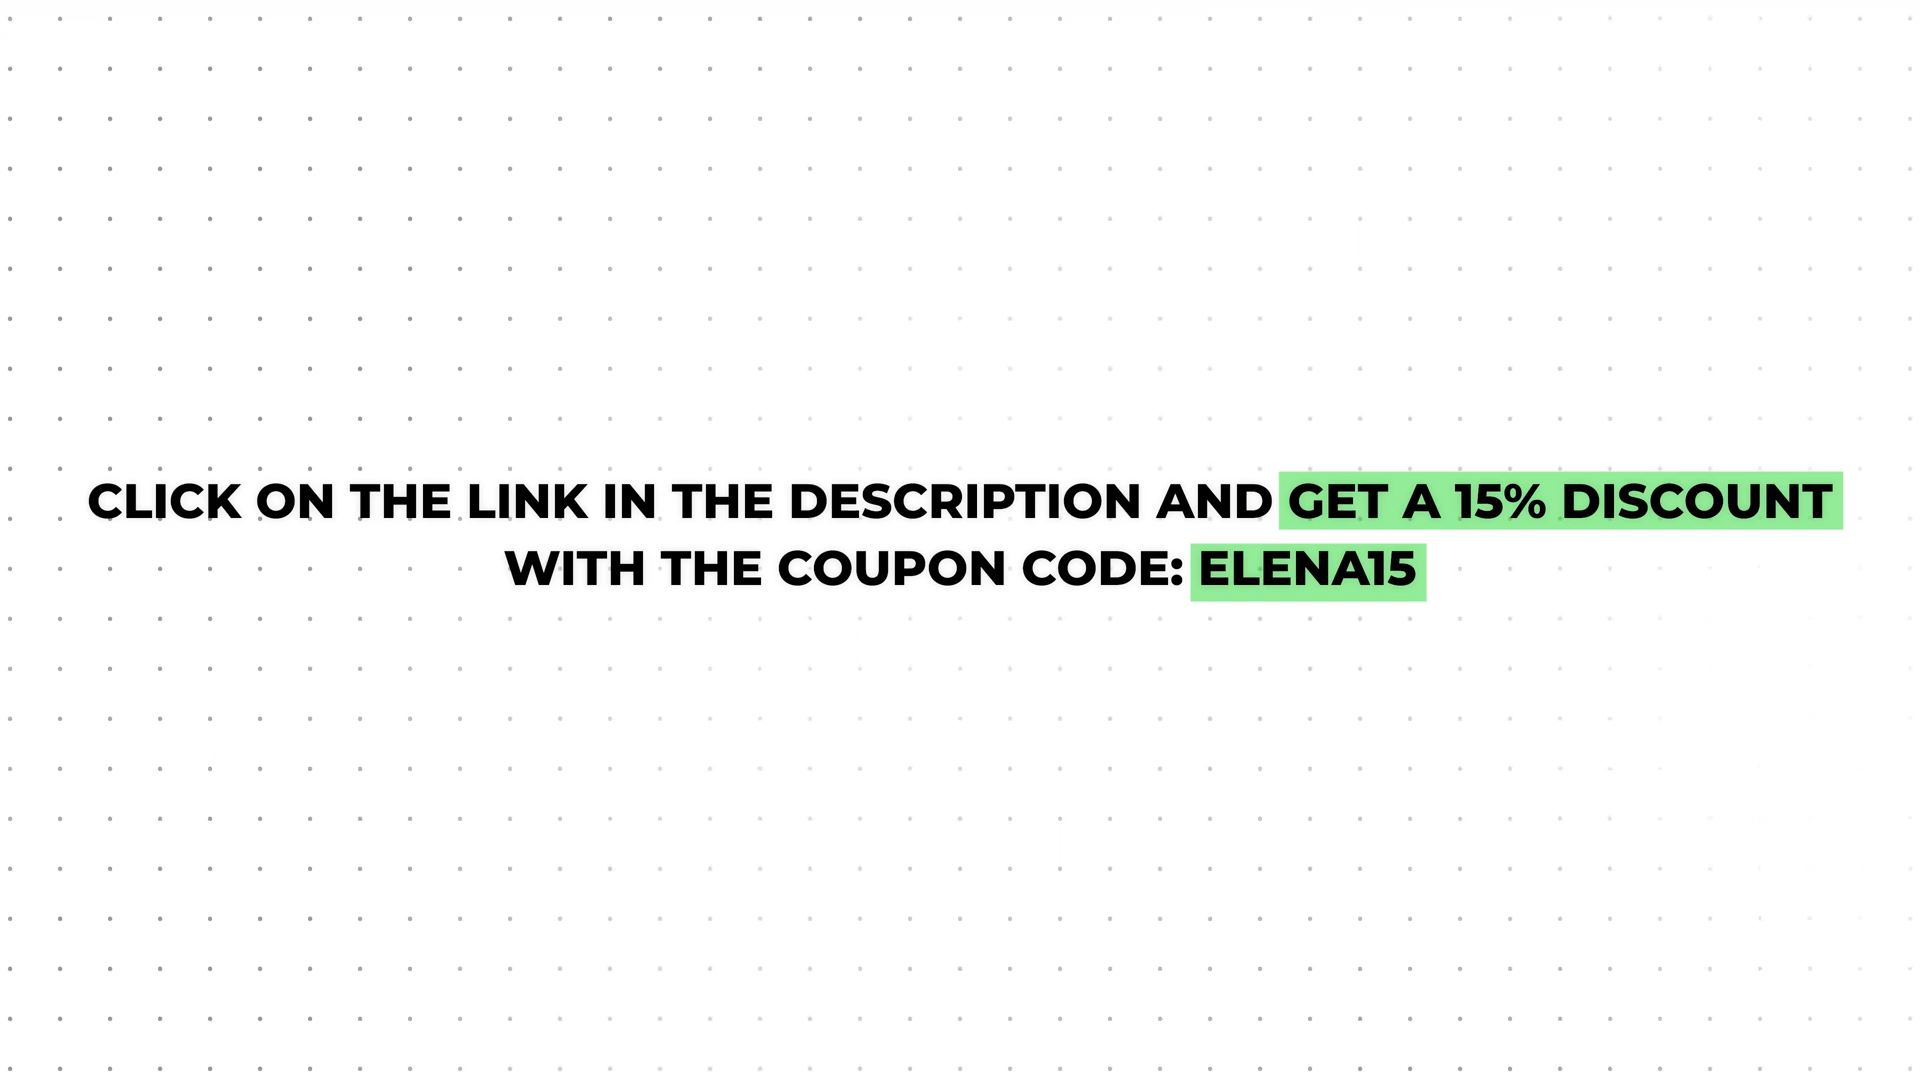 CLICK ON THE LINK IN THE DESCRIPTION AND GET A 15% DISCOUNT
WITH THE COUPON CODE: ELENA15